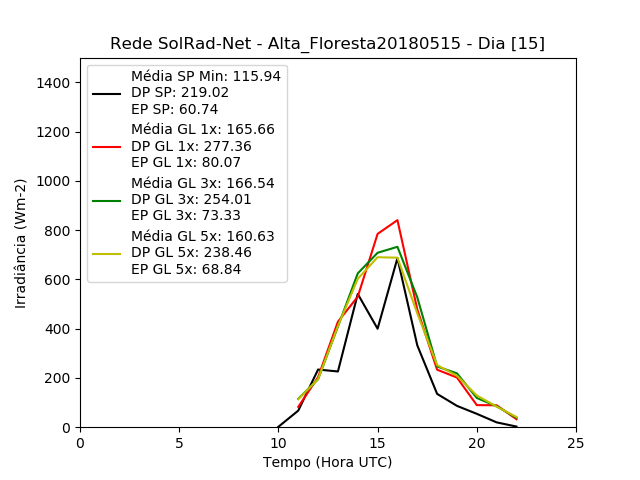 Rede SolRad-Net - Alta_Floresta20180515 - Dia [15]
Média SP Min: 115.94
DP SP: 219.02
EP SP: 60.74
Média GL 1x: 165.66
DP GL 1x: 277.36
EP GL 1x: 80.07
Média GL 3x: 166.54
DP GL 3x: 254.01
EP GL 3x: 73.33
Média GL 5x: 160.63
DP GL 5x: 238.46
EP GL 5x: 68.84
Irradiância (Wm-2)
1400
1200
1000
800
600
400
200
0
0 5 10 15 20 25
Tempo (Hora UTC)